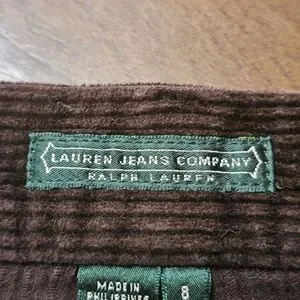 LAUREN JEANS COMPANY
RALPH LAUREN
MADE IN
PHILIPPINES
8